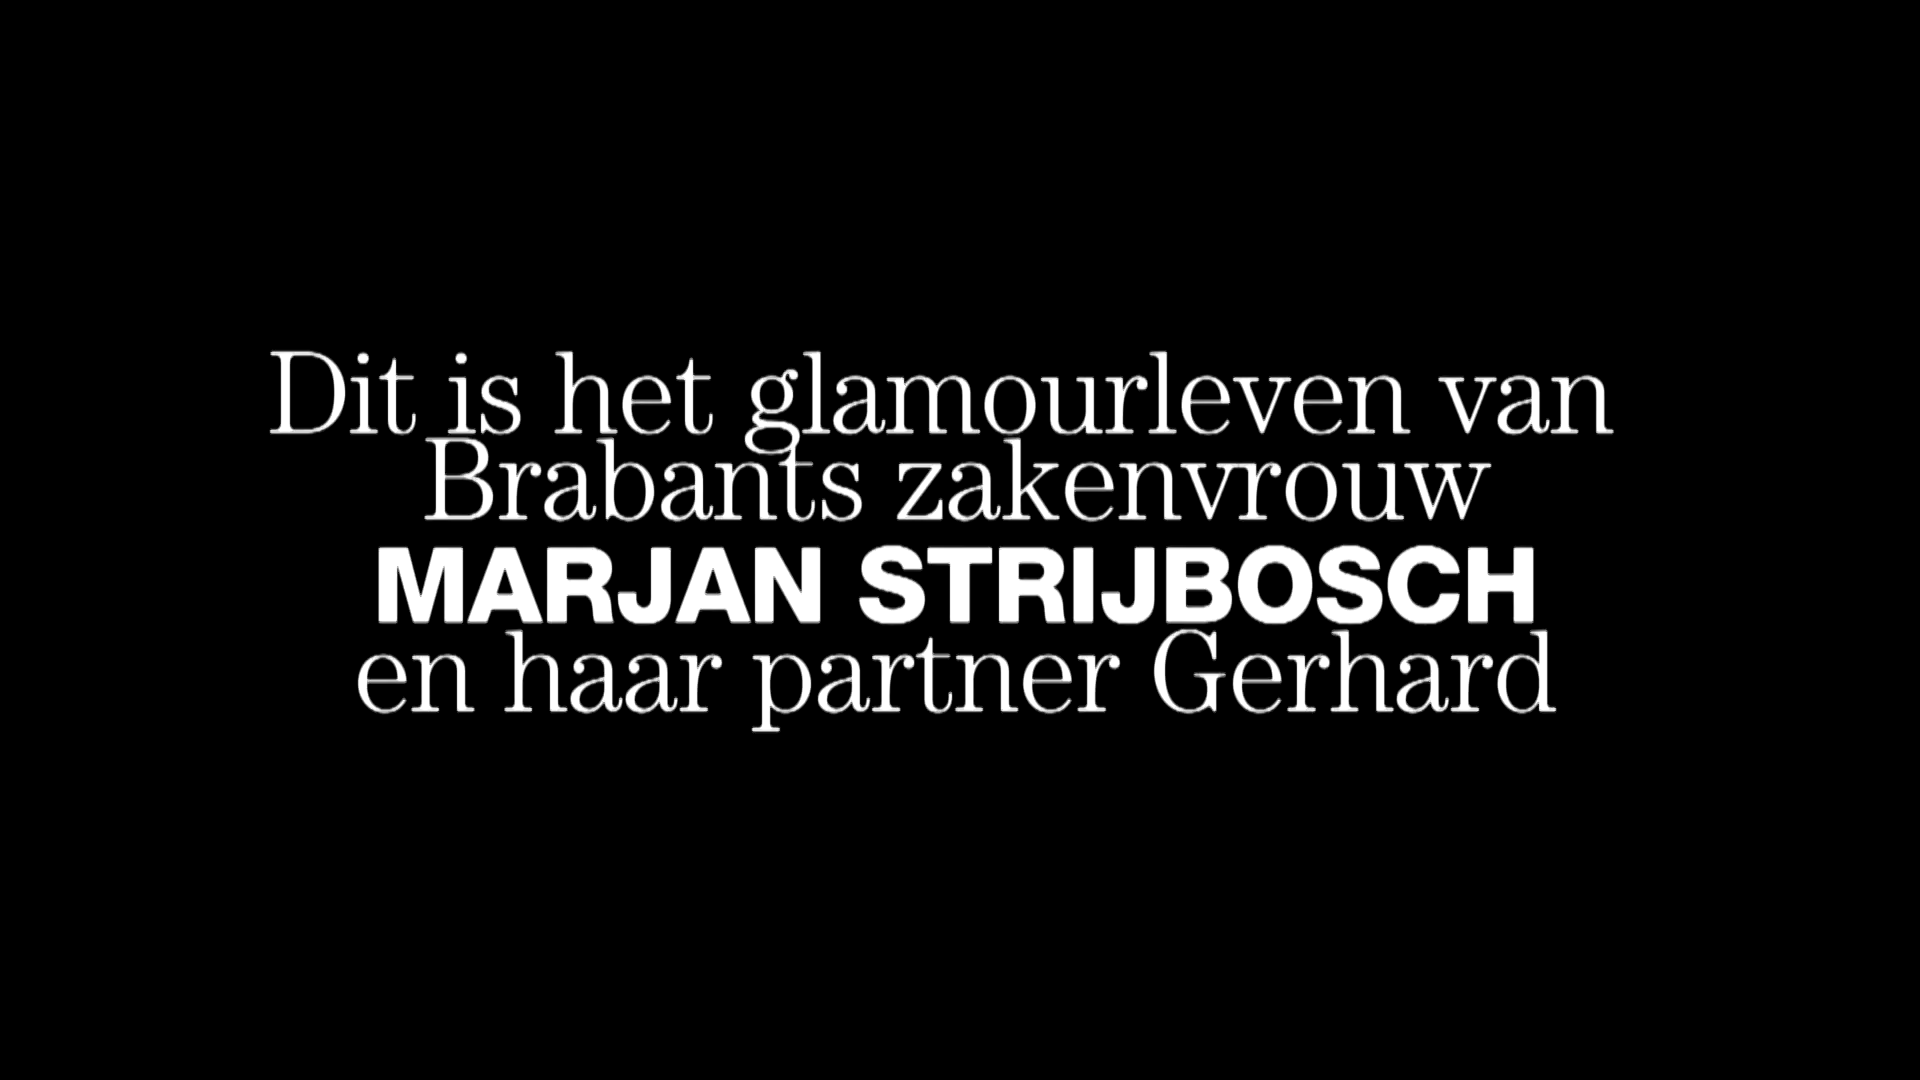 Dit is het glamourleven van
Brabants zakenvrouw
MARJAN STRIJBOSCH
en haar partner Gerhard